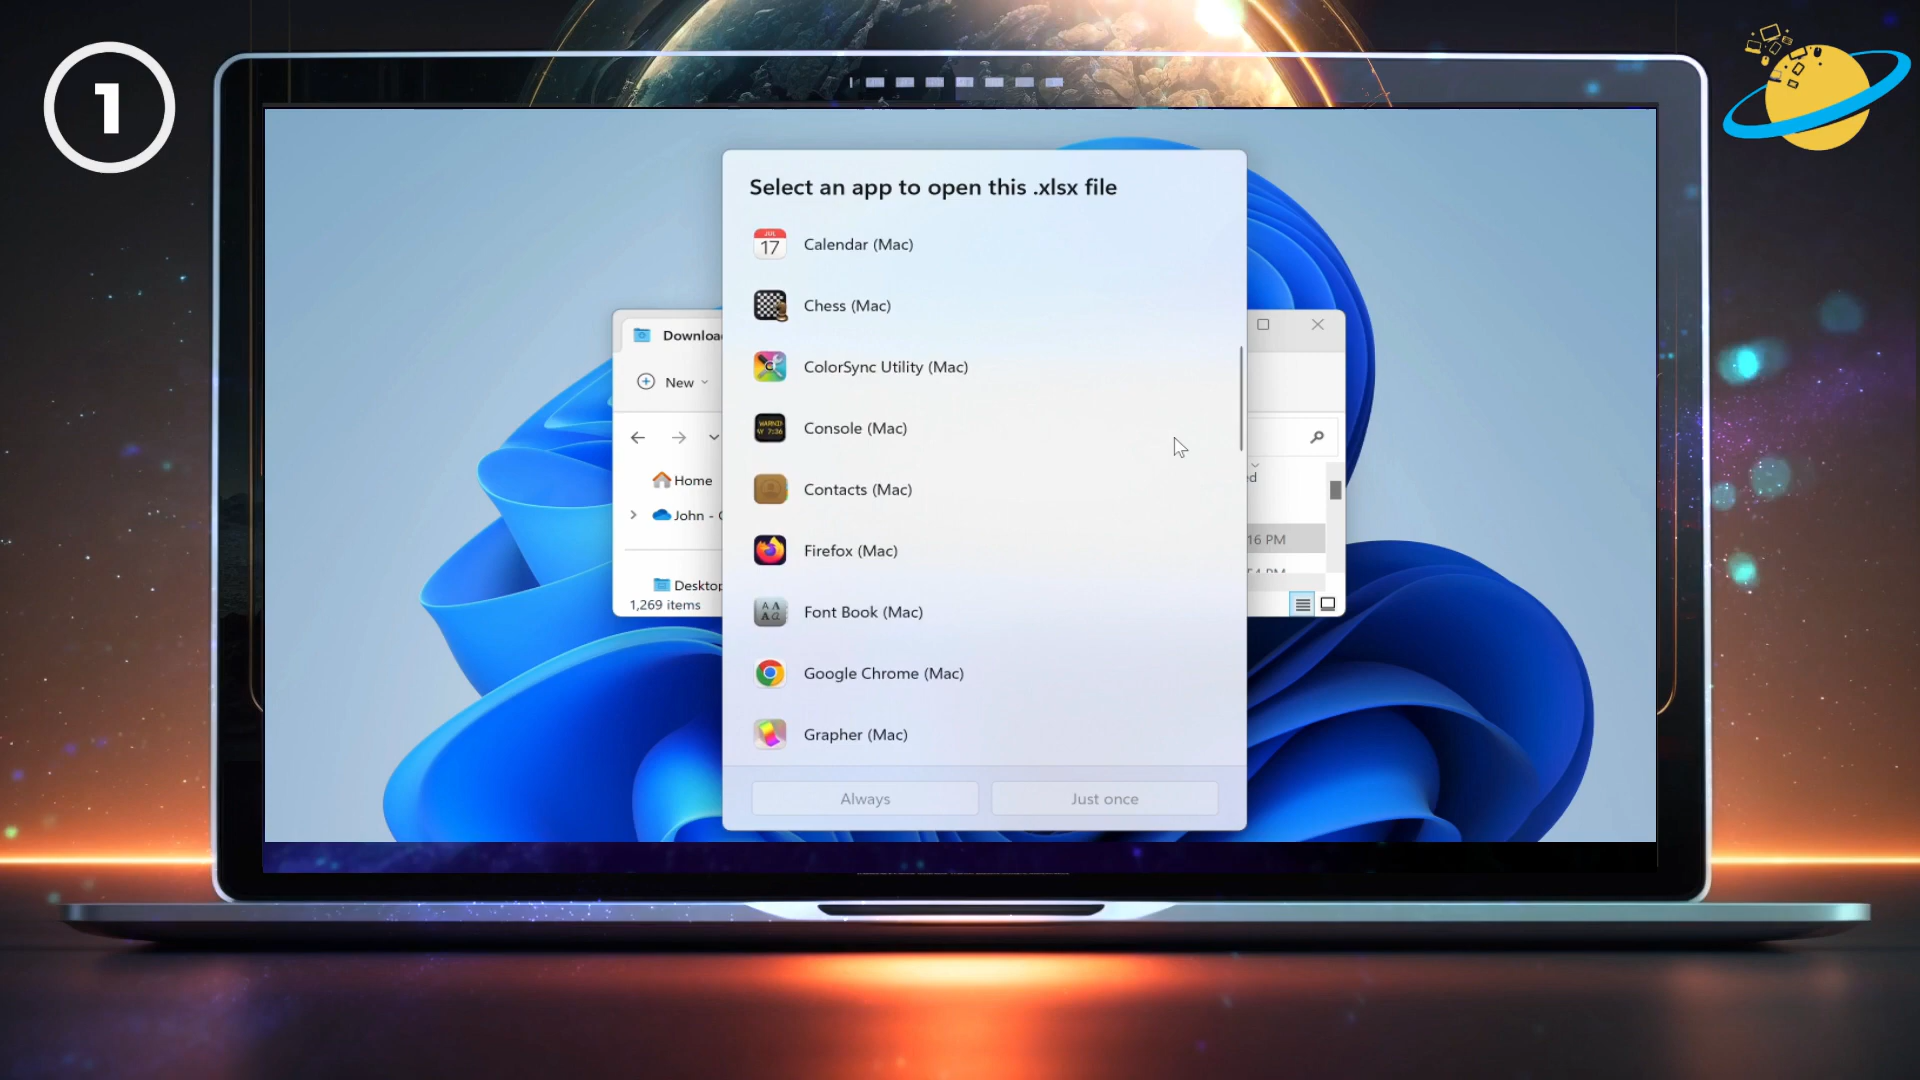 1
Select an app to open this .xlsx file
JUL
17
Calendar (Mac)
Chess (Mac)
ColorSync Utility (Mac)
Console (Mac)
Contacts (Mac)
Firefox (Mac)
Font Book (Mac)
Google Chrome (Mac)
Grapher (Mac)
Always
Just once
New
Home
John -
1,269 items
16 PM